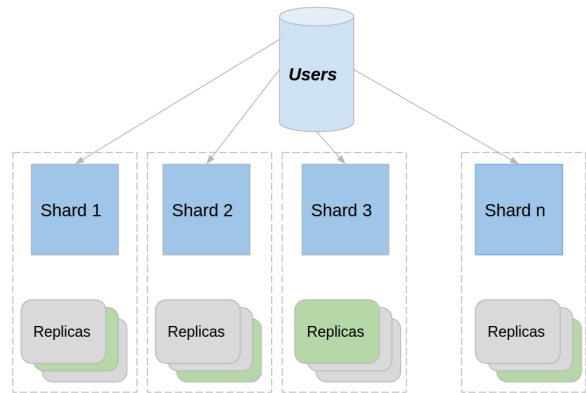 Users
Shard 1
Shard 2
Shard 3
Shard n
Replicas
Replicas
Replicas
Replicas